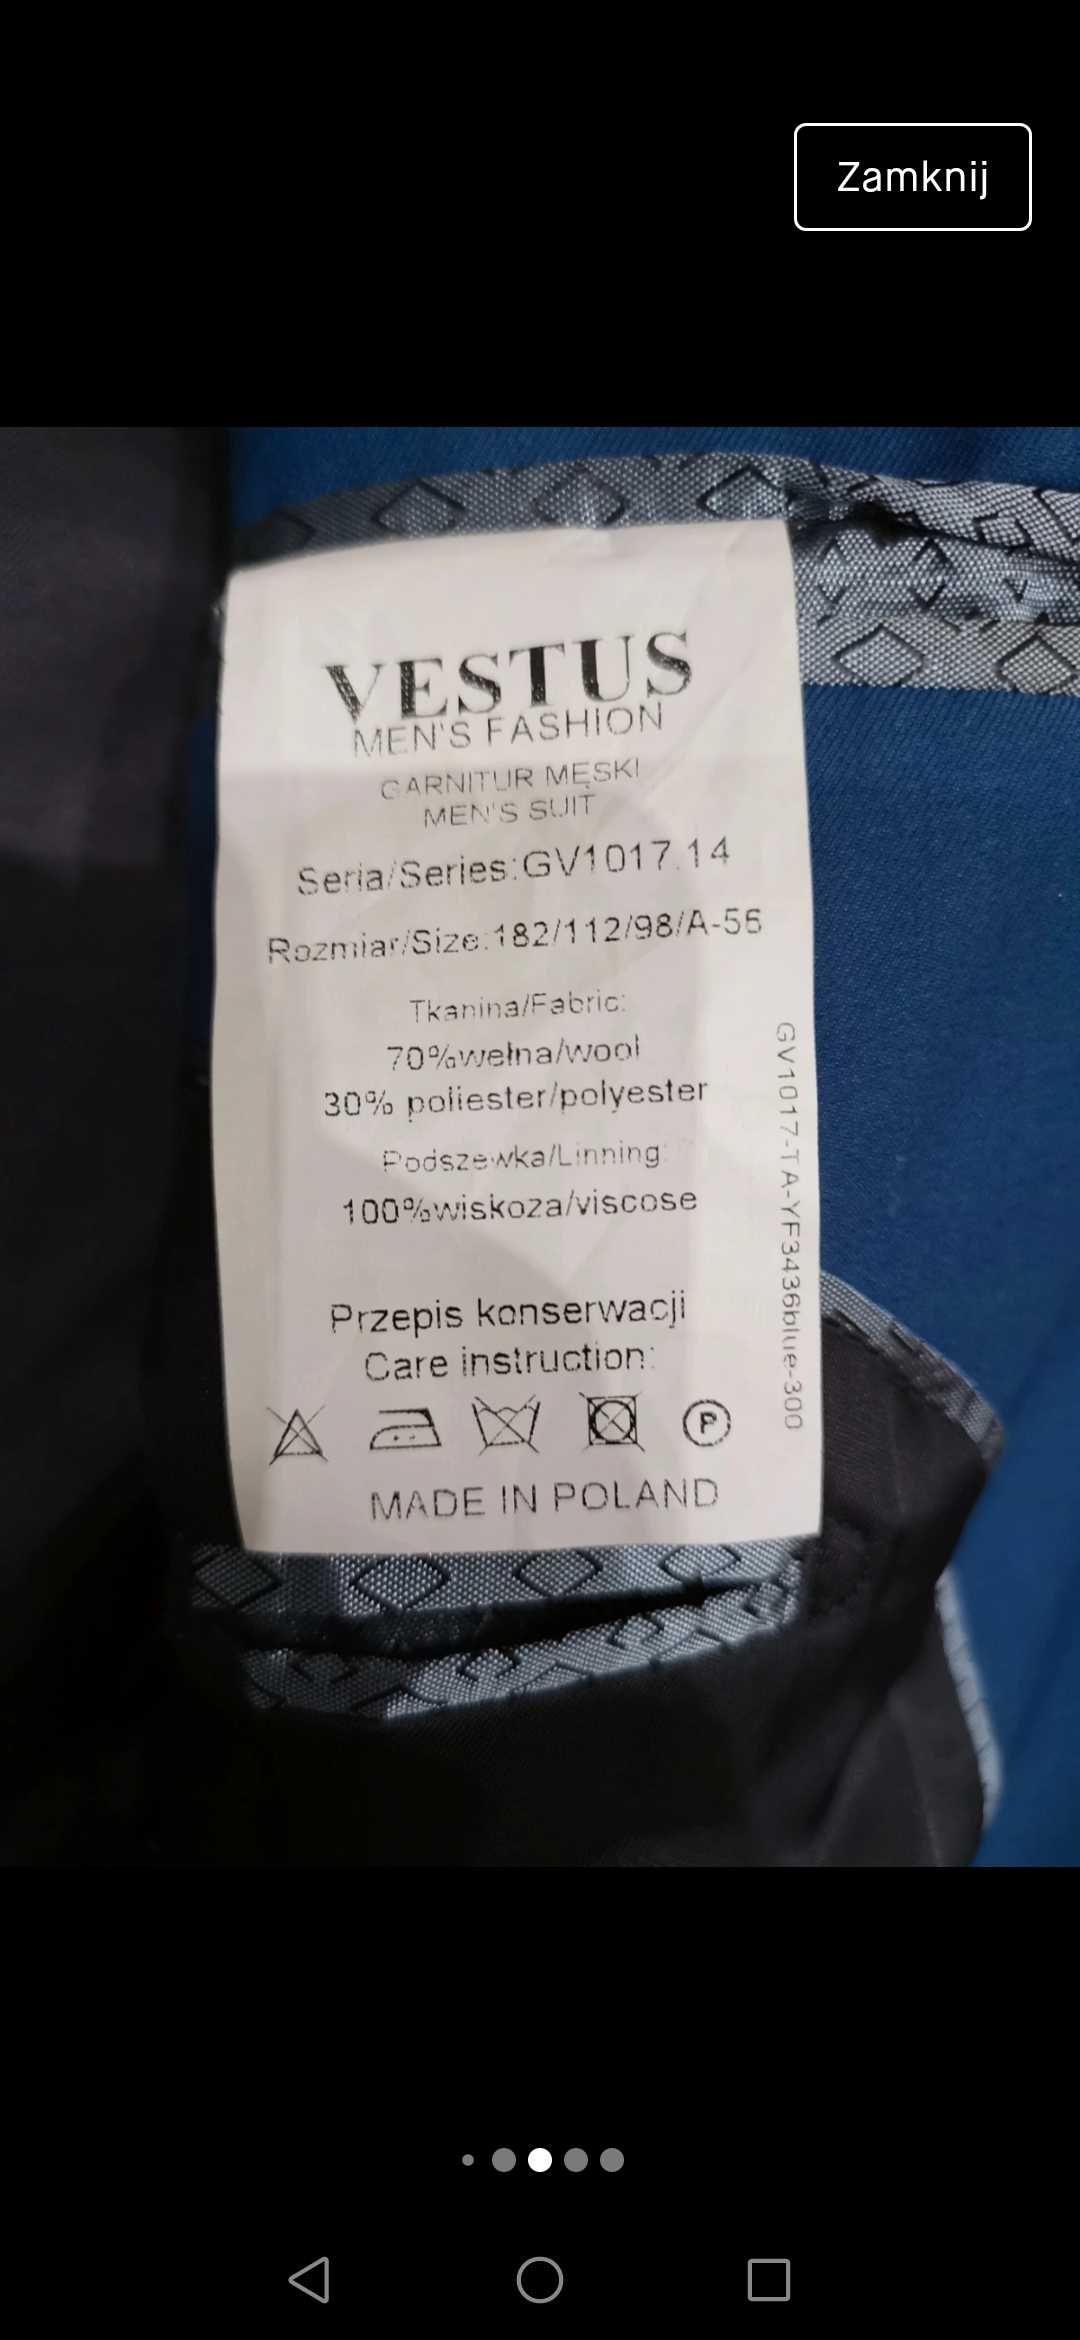 Zamknij
VESTUS
MEN'S FASHION
GARNITUR MĘSKI
MEN'S SUIT
Seria/Series:GV1017.14
Rozmiar/Size:182/112/98/A-56
Tkanina/Fabric:
70%wełna/wool
30% poliester/polyester
Podszewka/Linning:
100%wiskoza/viscose
Przepis konserwacji
Care instruction:
P
MADE IN POLAND
GV1017-TA-YF3436blue-300